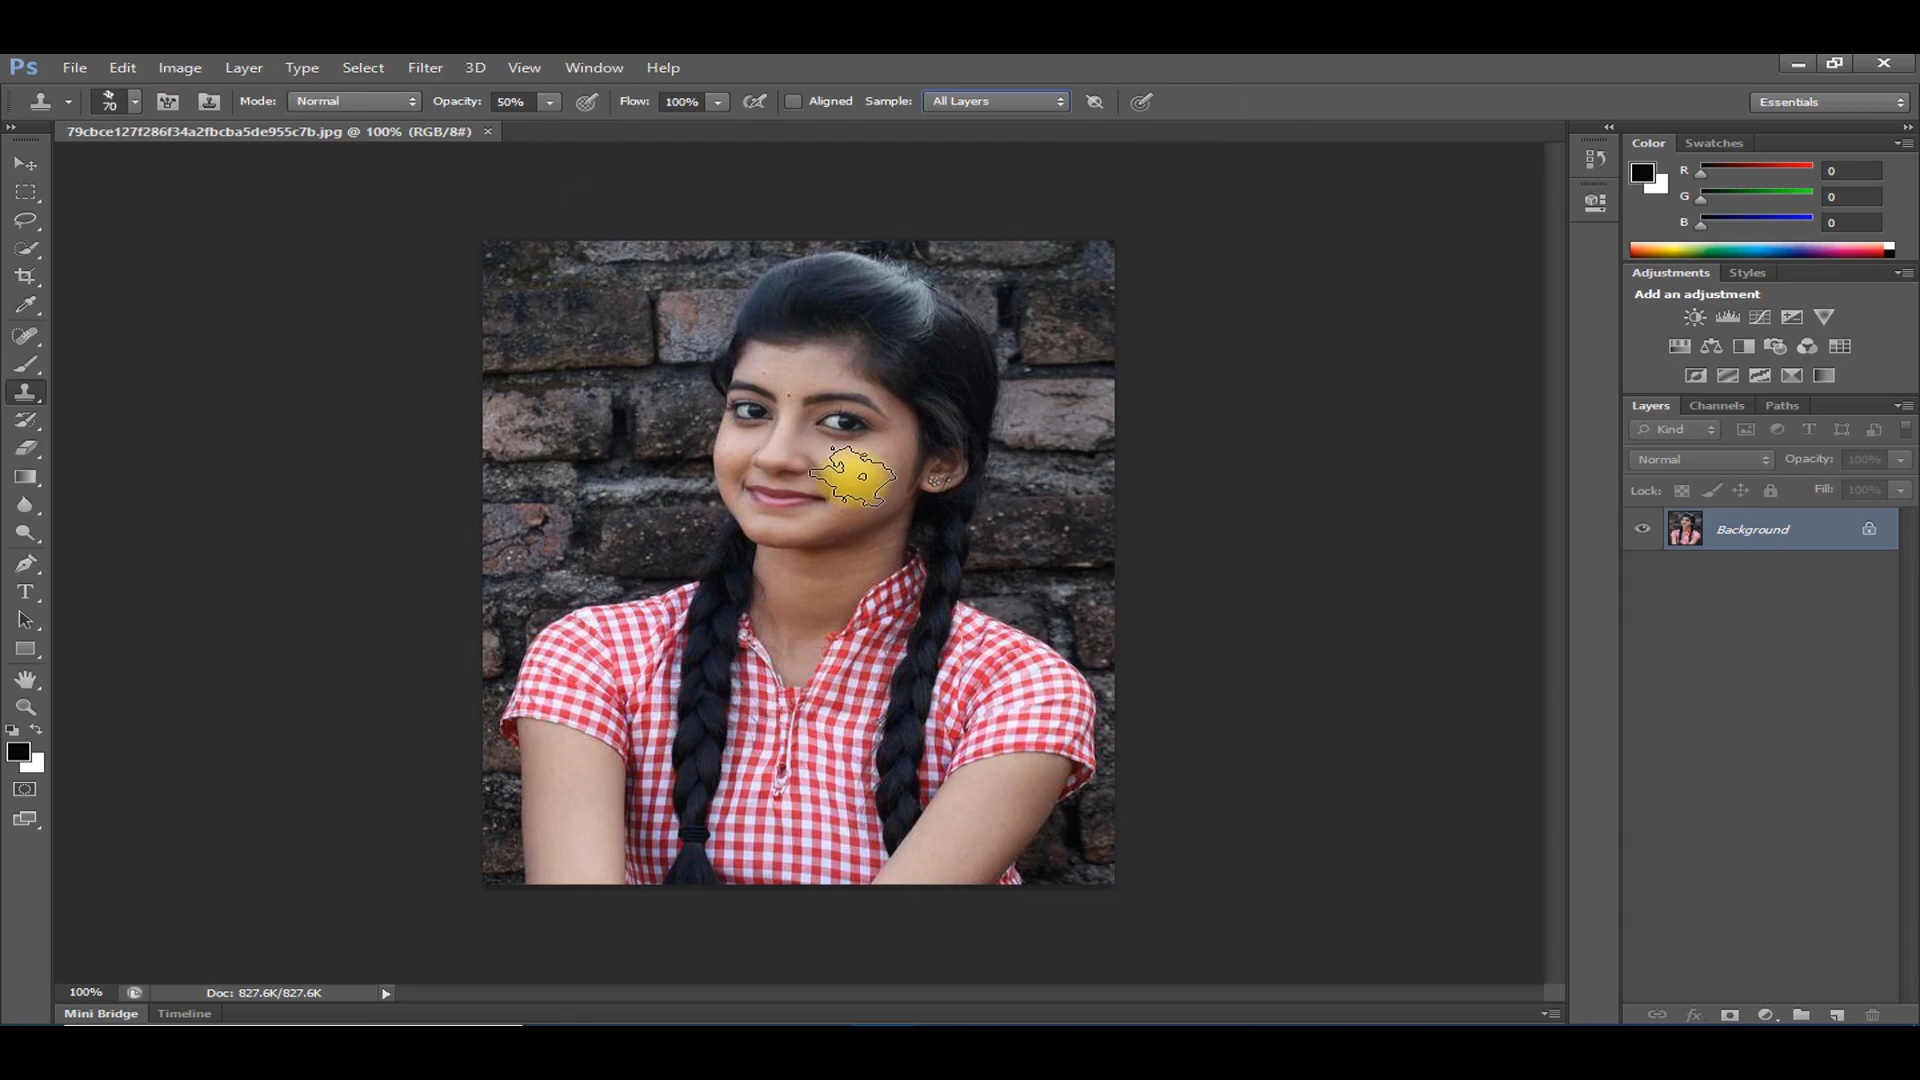 Ps File Edit Image Layer Type Select Filter 3D View Window Help
70 Mode: Normal Opacity: 50% Flow: 100% Aligned Sample: All Layers Essentials
79cbce127f286f34a2fbcba5de955c7b.jpg @ 100% (RGB/8#) ×
Color Swatches
R 0
G 0
B 0
Adjustments Styles
Add an adjustment
Layers Channels Paths
Kind
Normal Opacity: 100%
Lock: Fill: 100%
Background
100% Doc: 827.6K/827.6K
Mini Bridge Timeline